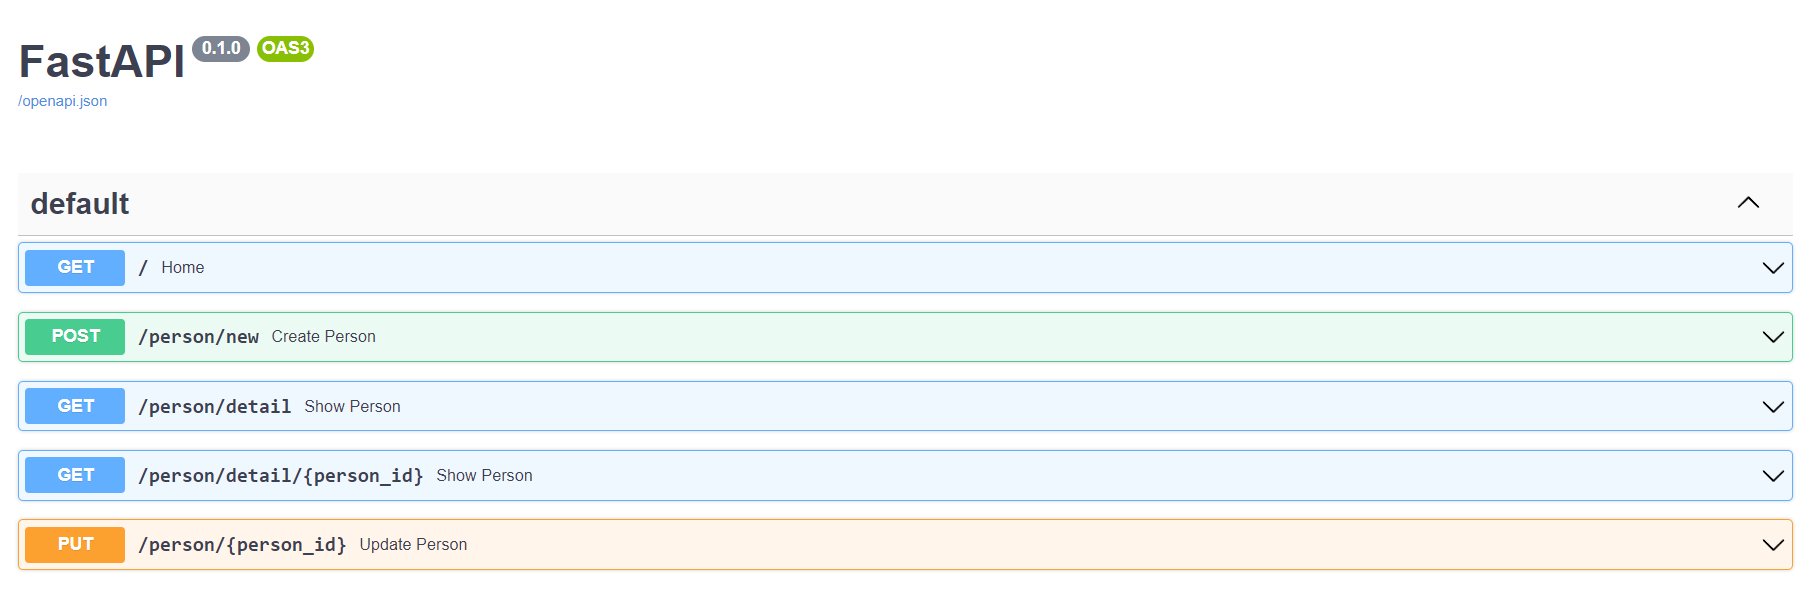 FastAPI 0.1.0 OAS3
/openapi.json
default
GET / Home
POST /person/new Create Person
GET /person/detail Show Person
GET /person/detail/{person_id} Show Person
PUT /person/{person_id} Update Person